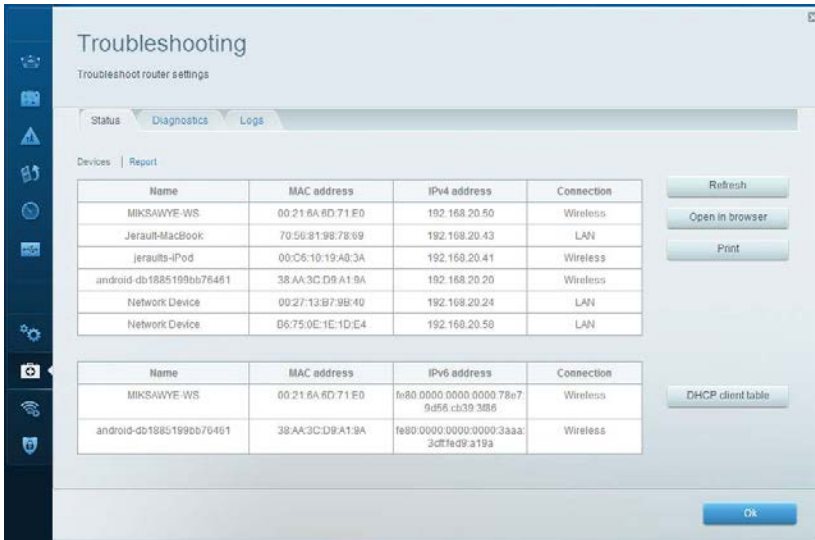 Troubleshooting
Troubleshoot router settings
Status Diagnostics Logs
Devices | Report
Name MAC address IPv4 address Connection
MIKSAWYE-WS 00:21:6A:6D:71:E0 192.168.20.50 Wireless
Jerault-MacBook 70:56:81:98:78:69 192.168.20.43 LAN
jeraults-iPod 00:C6:10:19:A8:3A 192.168.20.41 Wireless
android-db1885199bb76461 38:AA:3C:D9:A1:9A 192.168.20.20 Wireless
Network Device 00:27:13:B7:9B:40 192.168.20.24 LAN
Network Device B6:75:0E:1E:1D:E4 192.168.20.58 LAN
Refresh
Open in browser
Print
Name MAC address IPv6 address Connection
MIKSAWYE-WS 00:21:6A:6D:71:E0 fe80:0000:0000:0000:78e7:
9d56:cb39:3f86 Wireless
android-db1885199bb76461 38:AA:3C:D9:A1:9A fe80:0000:0000:0000:3aaa:
3cff:fed9:a19a Wireless
DHCP client table
Ok